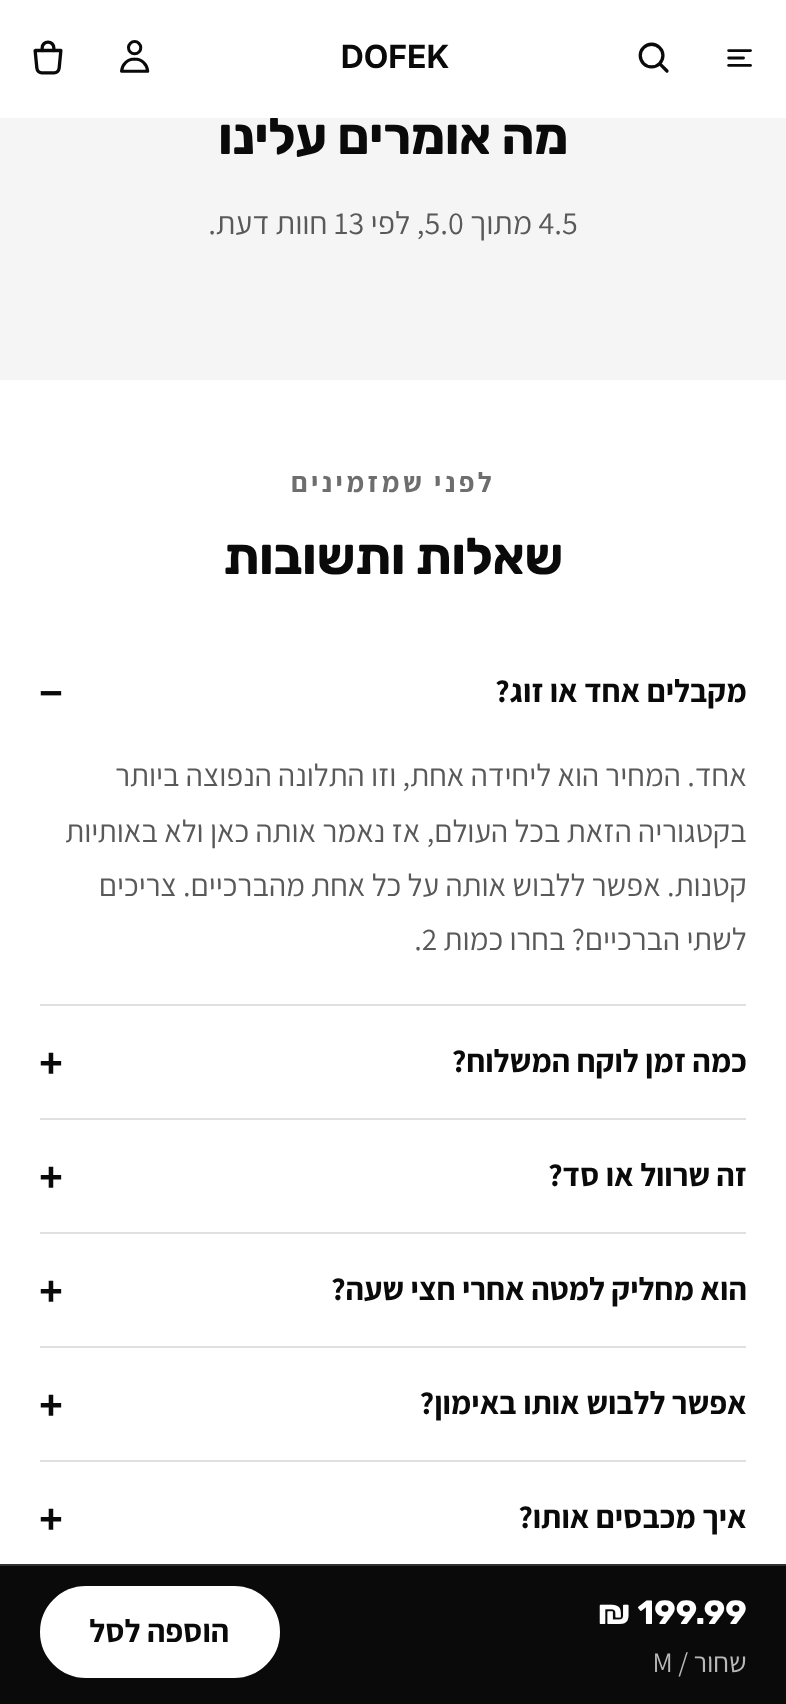 DOFEK
מה אומרים עלינו
4.5 מתוך 5.0, לפי 13 חוות דעת.
לפני שמזמינים
שאלות ותשובות
מקבלים אחד או זוג?
אחד. המחיר הוא ליחידה אחת, וזו התלונה הנפוצה ביותר
בקטגוריה הזאת בכל העולם, אז נאמר אותה כאן ולא באותיות
קטנות. אפשר ללבוש אותה על כל אחת מהברכיים. צריכים
לשתי הברכיים? בחרו כמות 2.
כמה זמן לוקח המשלוח?
זה שרוול או סד?
הוא מחליק למטה אחרי חצי שעה?
אפשר ללבוש אותו באימון?
איך מכבסים אותו?
199.99 ₪
שחור / M
הוספה לסל